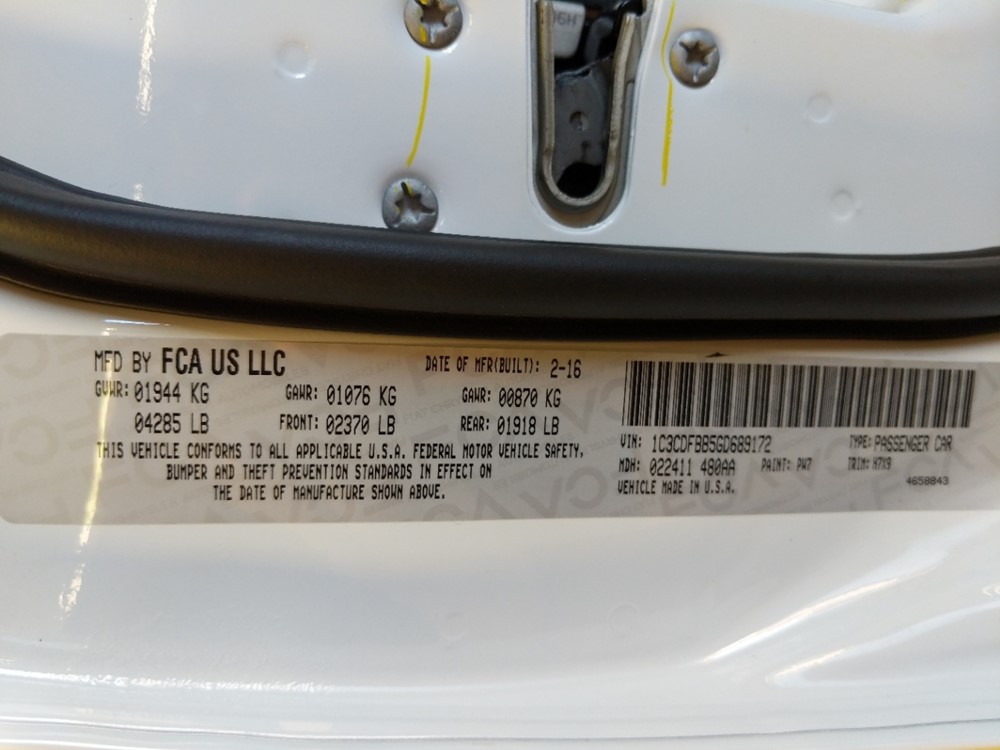 MFD BY FCA US LLC DATE OF MFR(BUILT): 2-16
GVWR: 01944 KG GAWR: 01076 KG GAWR: 00870 KG
04285 LB FRONT: 02370 LB REAR: 01918 LB
THIS VEHICLE CONFORMS TO ALL APPLICABLE U.S.A. FEDERAL MOTOR VEHICLE SAFETY,
BUMPER AND THEFT PREVENTION STANDARDS IN EFFECT ON
THE DATE OF MANUFACTURE SHOWN ABOVE.
VIN: 1C3CDFBB5GD689172 TYPE: PASSENGER CAR
MDH: 022411 480AA PAINT: PW7 TRIM: H7X9
VEHICLE MADE IN U.S.A. 4658843